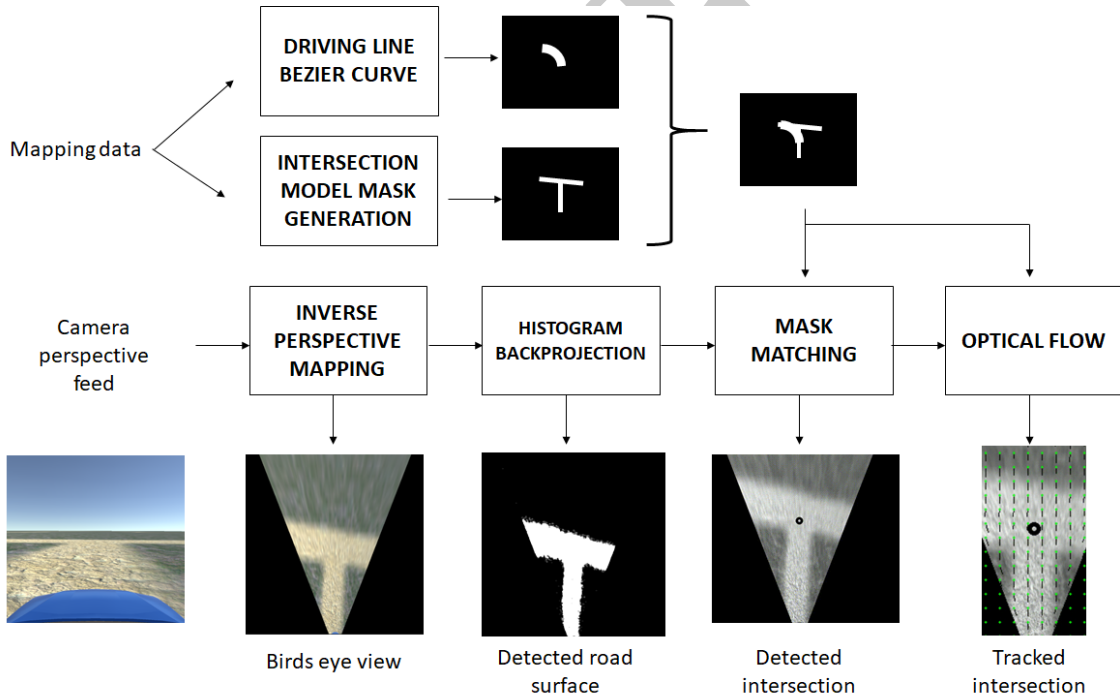 DRIVING LINE
BEZIER CURVE
Mapping data
INTERSECTION
MODEL MASK
GENERATION
Camera
perspective
feed
INVERSE
PERSPECTIVE
MAPPING
HISTOGRAM
BACKPROJECTION
MASK
MATCHING
OPTICAL FLOW
Birds eye view
Detected road
surface
Detected
intersection
Tracked
intersection